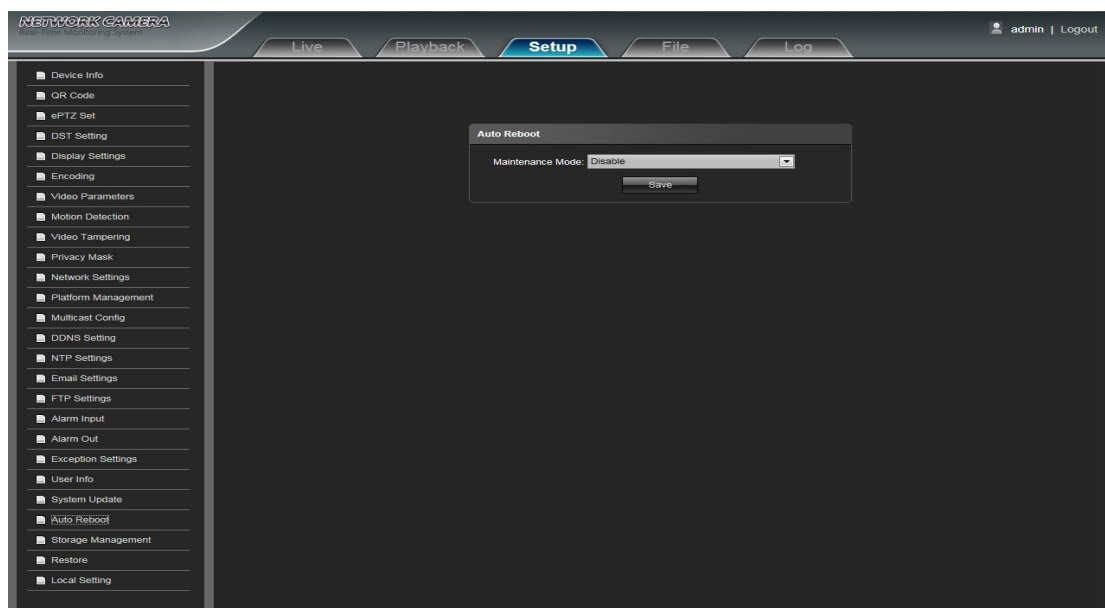 NETWORK CAMERA
Real-Time Monitoring System
admin | Logout
Live
Playback
Setup
File
Log
Device Info
QR Code
ePTZ Set
DST Setting
Display Settings
Encoding
Video Parameters
Motion Detection
Video Tampering
Privacy Mask
Network Settings
Platform Management
Multicast Config
DDNS Setting
NTP Settings
Email Settings
FTP Settings
Alarm Input
Alarm Out
Exception Settings
User Info
System Update
Auto Reboot
Storage Management
Restore
Local Setting
Auto Reboot
Maintenance Mode: Disable
Save